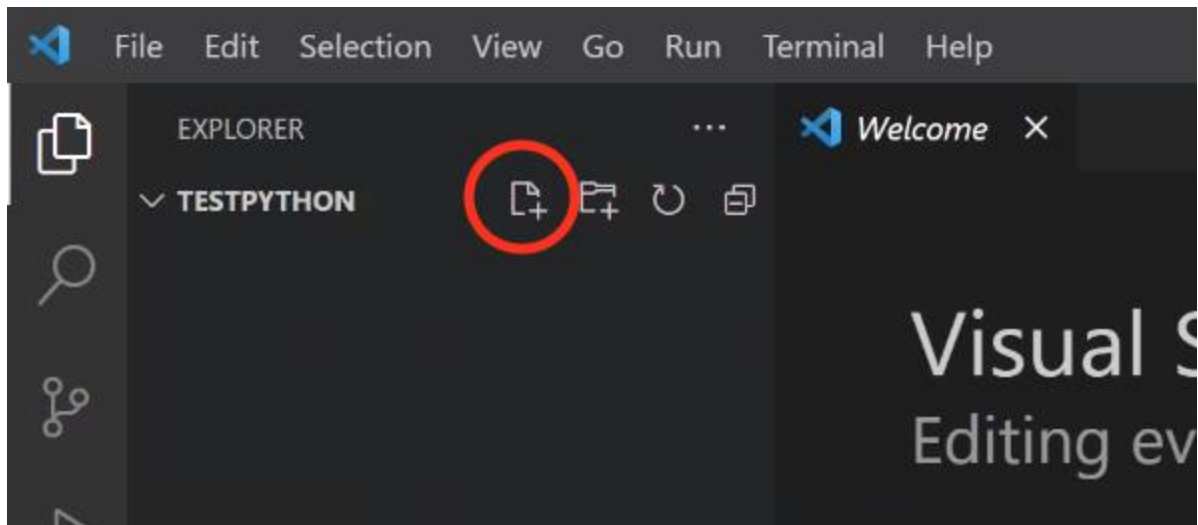 File Edit Selection View Go Run Terminal Help
EXPLORER
Welcome
TESTPYTHON
Visual S
Editing ev